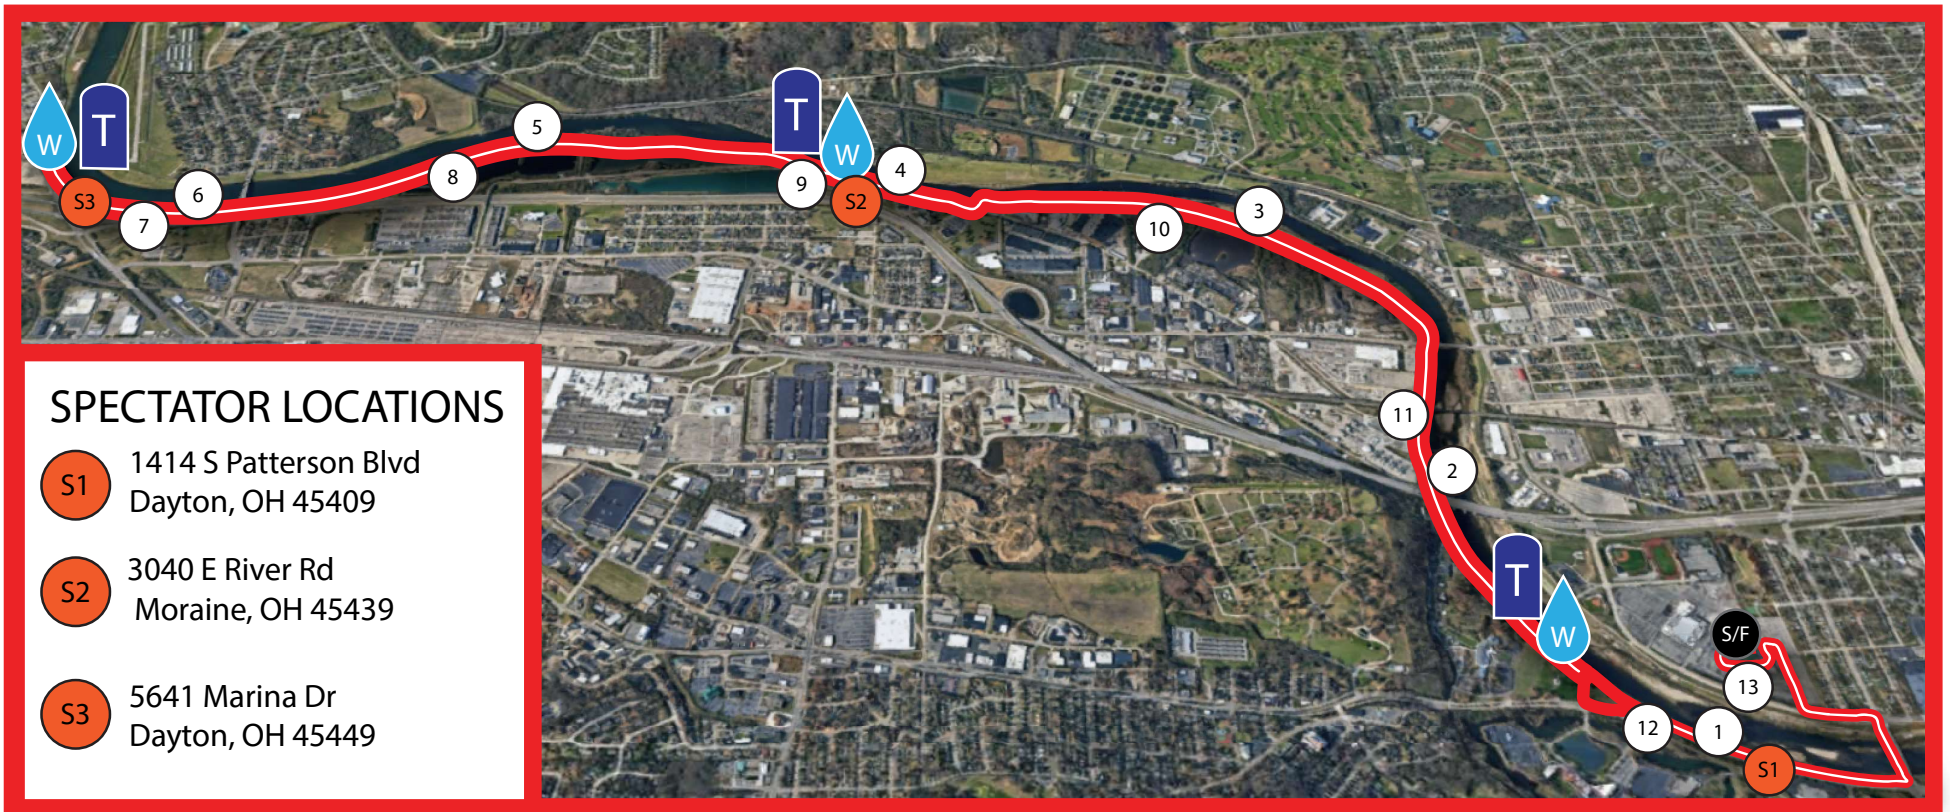 W
T
S3
7
6
8
5
T
W
9
S2
4
10
3
11
2
T
W
S/F
13
12
1
S1
SPECTATOR LOCATIONS
S1
1414 S Patterson Blvd
Dayton, OH 45409
S2
3040 E River Rd
Moraine, OH 45439
S3
5641 Marina Dr
Dayton, OH 45449